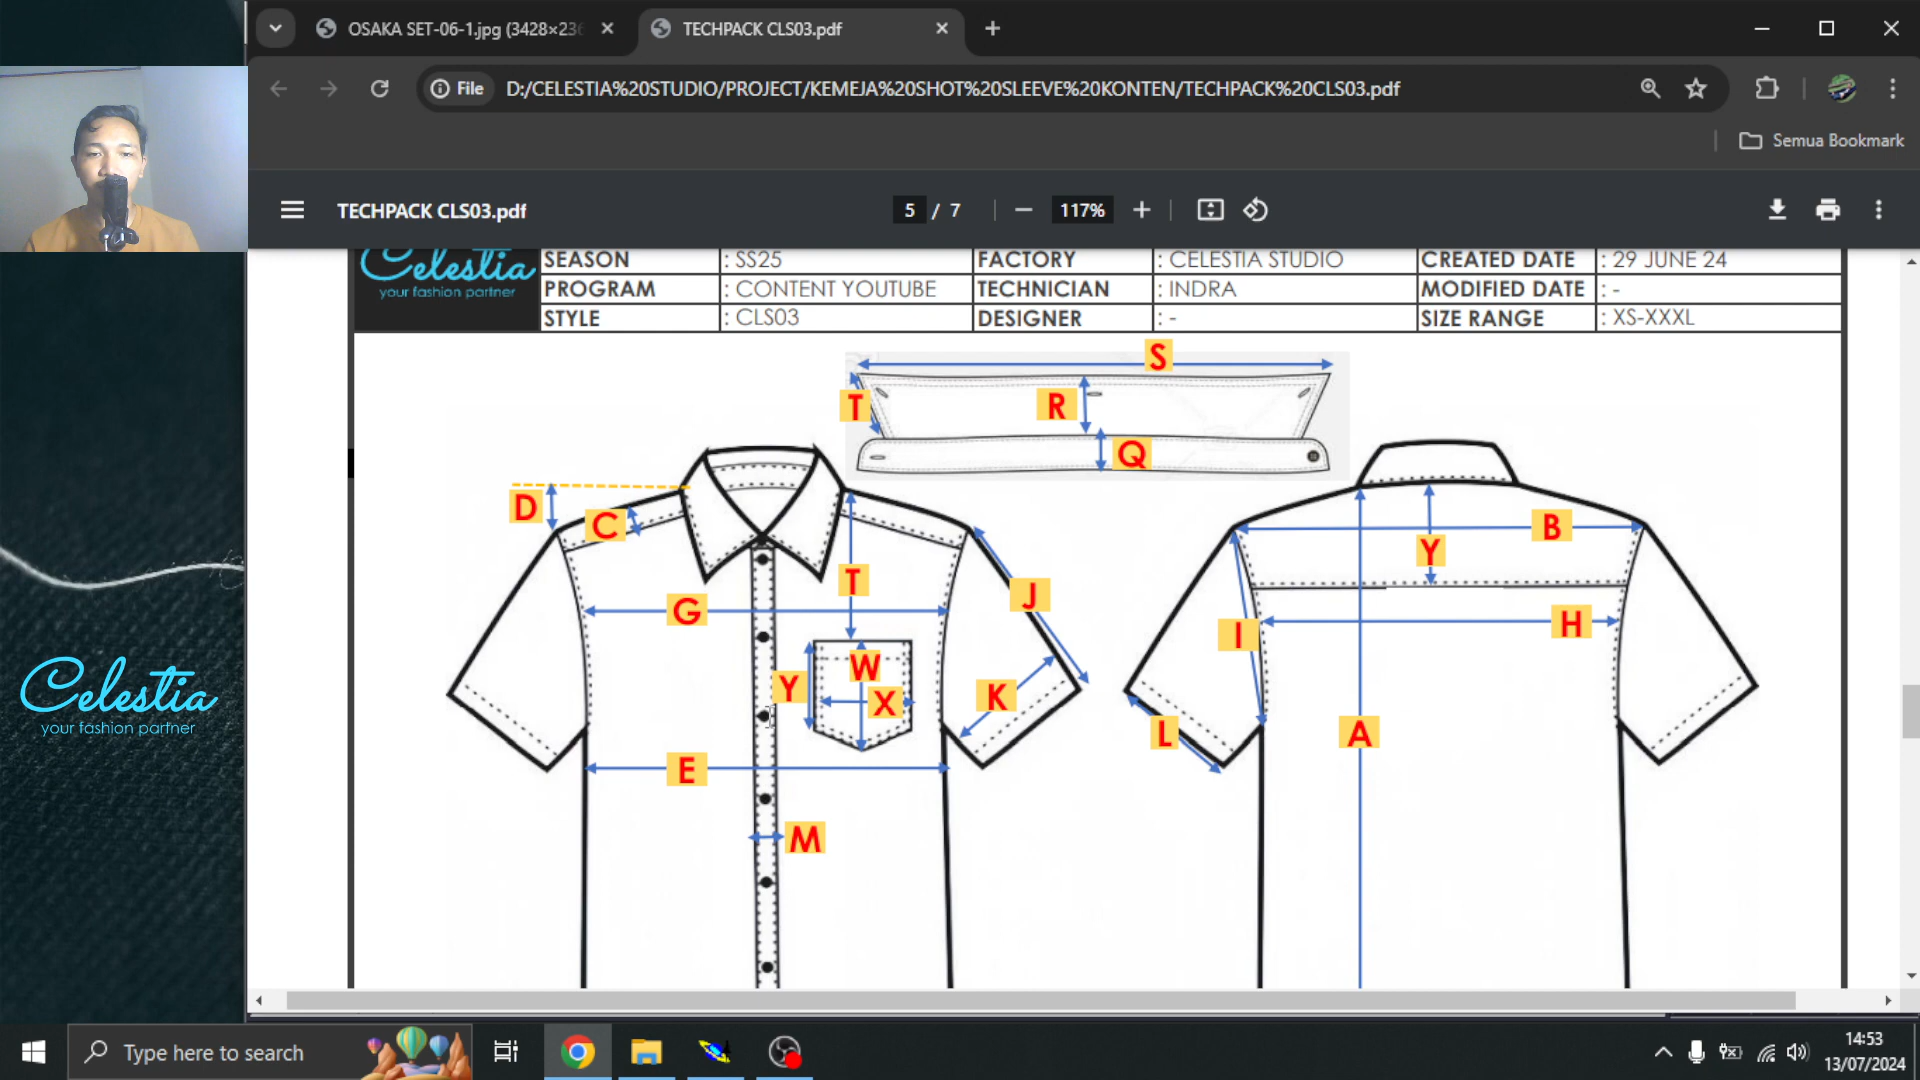 OSAKA SET-06-1.jpg (3428×236
TECHPACK CLS03.pdf
File
D:/CELESTIA%20STUDIO/PROJECT/KEMEJA%20SHOT%20SLEEVE%20KONTEN/TECHPACK%20CLS03.pdf
Semua Bookmark
TECHPACK CLS03.pdf
5 / 7
117%
Celestia
your fashion partner
SEASON : SS25 FACTORY : CELESTIA STUDIO CREATED DATE : 29 JUNE 24
PROGRAM : CONTENT YOUTUBE TECHNICIAN : INDRA MODIFIED DATE : -
STYLE : CLS03 DESIGNER : - SIZE RANGE : XS-XXXL
S
T
R
Q
D
C
B
Y
T
J
G
H
I
W
Y
X
K
L
A
E
M
Celestia
your fashion partner
Type here to search
14:53
13/07/2024